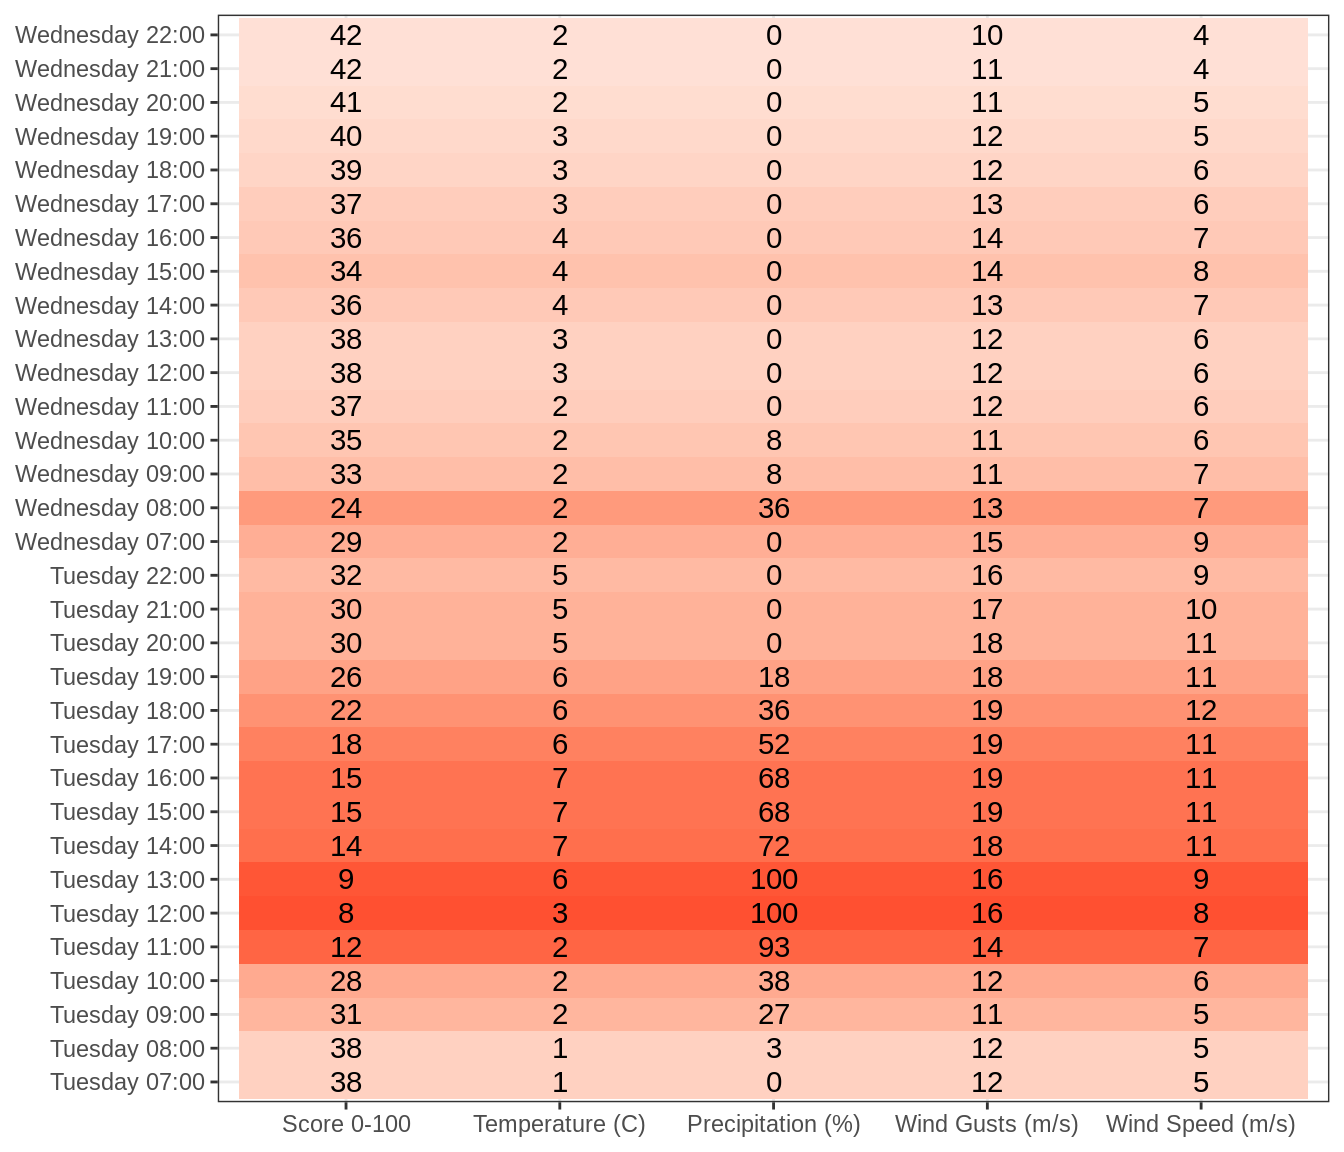 Wednesday 22:00 42 2 0 10 4
Wednesday 21:00 42 2 0 11 4
Wednesday 20:00 41 2 0 11 5
Wednesday 19:00 40 3 0 12 5
Wednesday 18:00 39 3 0 12 6
Wednesday 17:00 37 3 0 13 6
Wednesday 16:00 36 4 0 14 7
Wednesday 15:00 34 4 0 14 8
Wednesday 14:00 36 4 0 13 7
Wednesday 13:00 38 3 0 12 6
Wednesday 12:00 38 3 0 12 6
Wednesday 11:00 37 2 0 12 6
Wednesday 10:00 35 2 8 11 6
Wednesday 09:00 33 2 8 11 7
Wednesday 08:00 24 2 36 13 7
Wednesday 07:00 29 2 0 15 9
Tuesday 22:00 32 5 0 16 9
Tuesday 21:00 30 5 0 17 10
Tuesday 20:00 30 5 0 18 11
Tuesday 19:00 26 6 18 18 11
Tuesday 18:00 22 6 36 19 12
Tuesday 17:00 18 6 52 19 11
Tuesday 16:00 15 7 68 19 11
Tuesday 15:00 15 7 68 19 11
Tuesday 14:00 14 7 72 18 11
Tuesday 13:00 9 6 100 16 9
Tuesday 12:00 8 3 100 16 8
Tuesday 11:00 12 2 93 14 7
Tuesday 10:00 28 2 38 12 6
Tuesday 09:00 31 2 27 11 5
Tuesday 08:00 38 1 3 12 5
Tuesday 07:00 38 1 0 12 5
Score 0-100 Temperature (C) Precipitation (%) Wind Gusts (m/s) Wind Speed (m/s)